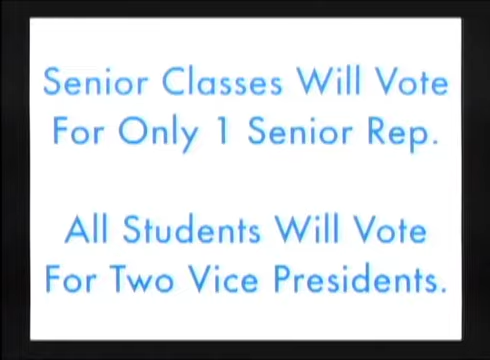 Senior Classes Will Vote
For Only 1 Senior Rep.
All Students Will Vote
For Two Vice Presidents.